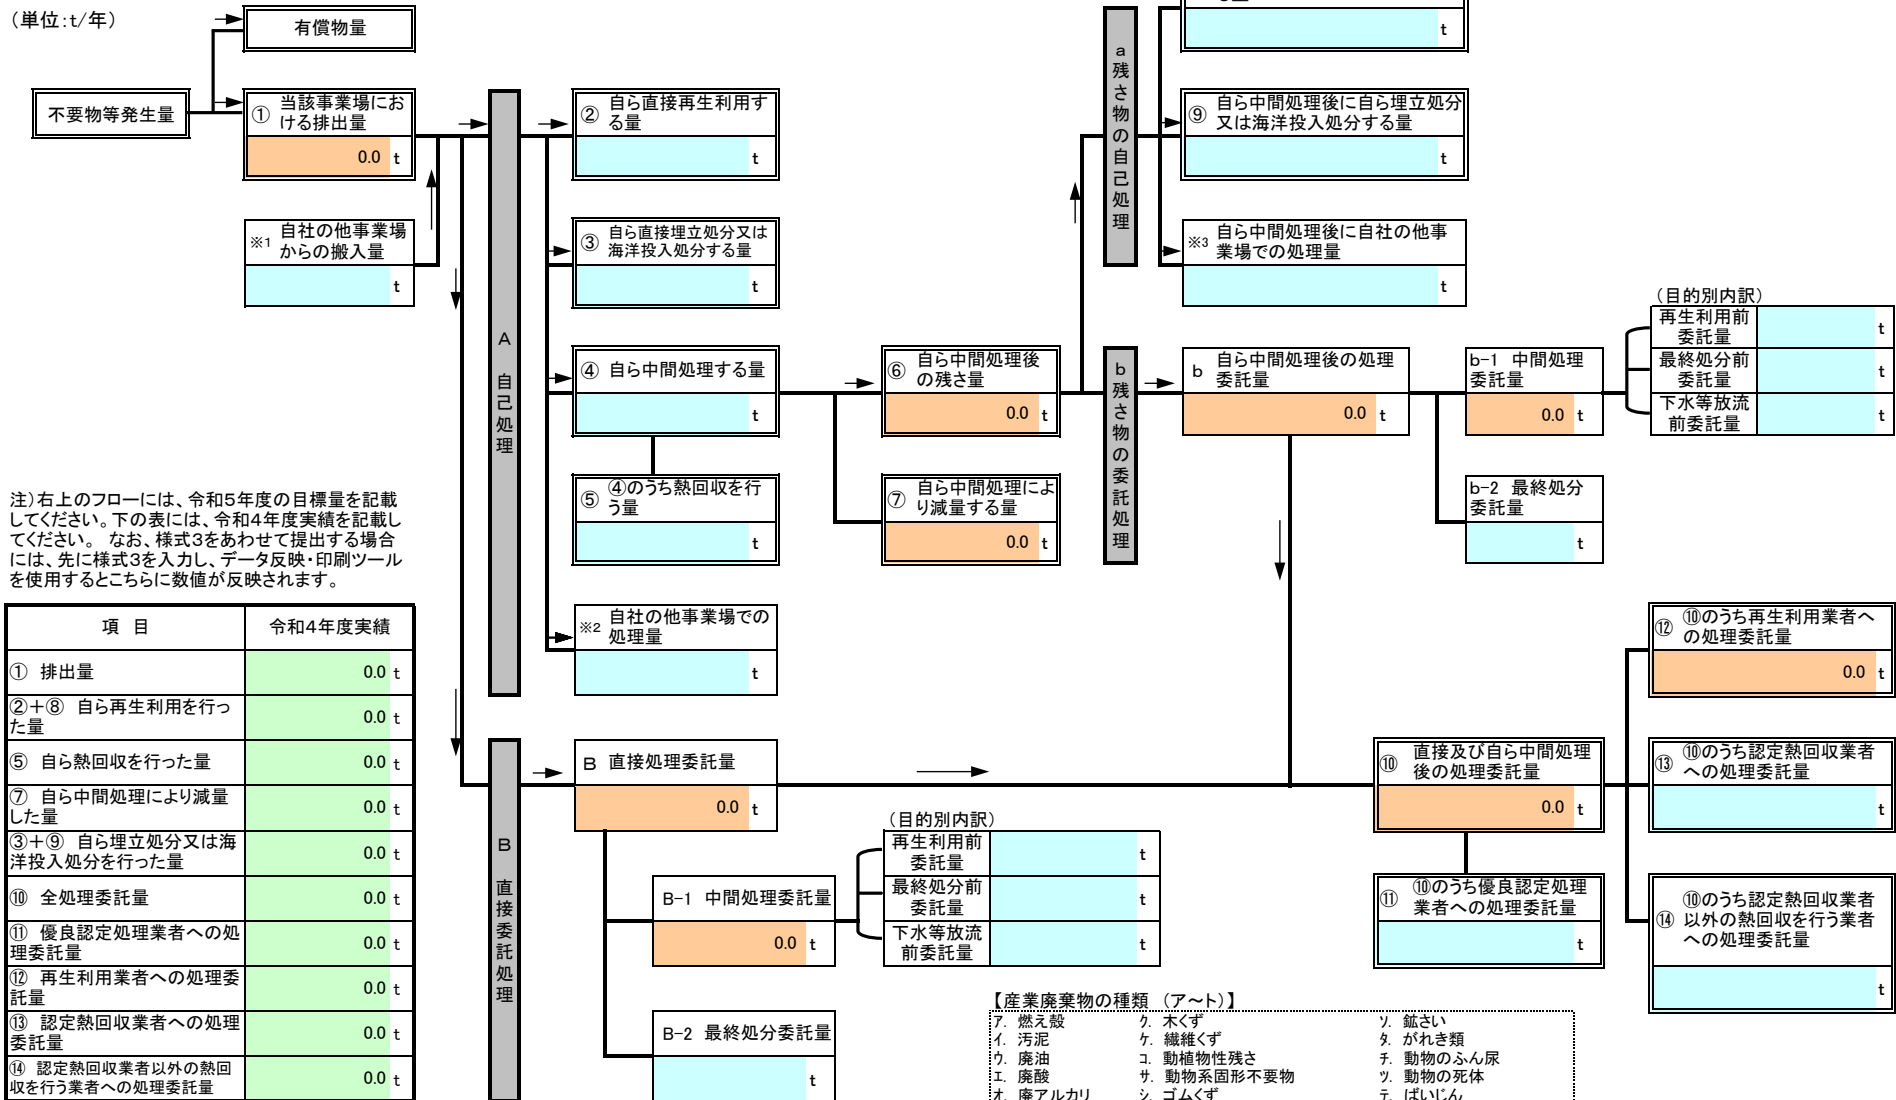 （単位：t/年）
有償物量
不要物等発生量
① 当該事業場にお
ける排出量
0.0 t
※1 自社の他事業場
からの搬入量
t
A 自己処理
② 自ら直接再生利用す
る量
t
③ 自ら直接埋立処分又は
海洋投入処分する量
t
④ 自ら中間処理する量
t
⑤ ④のうち熱回収を行
う量
t
※2 自社の他事業場での
処理量
t
⑥ 自ら中間処理後
の残さ量
0.0 t
⑦ 自ら中間処理によ
り減量する量
0.0 t
a 残さ物の自己処理
t
⑨ 自ら中間処理後に自ら埋立処分
又は海洋投入処分する量
t
※3 自ら中間処理後に自社の他事
業場での処理量
t
b 残さ物の委託処理
b 自ら中間処理後の処理
委託量
0.0 t
b-1 中間処理
委託量
0.0 t
（目的別内訳）
再生利用前
委託量
t
最終処分前
委託量
t
下水等放流
前委託量
t
b-2 最終処分
委託量
t
注）右上のフローには、令和５年度の目標量を記載
してください。下の表には、令和４年度実績を記載し
てください。 なお、様式３をあわせて提出する場合
には、先に様式３を入力し、データ反映・印刷ツール
を使用するとこちらに数値が反映されます。
項 目 令和４年度実績
① 排出量 0.0 t
②＋⑧ 自ら再生利用を行っ
た量 0.0 t
⑤ 自ら熱回収を行った量 0.0 t
⑦ 自ら中間処理により減量
した量 0.0 t
③＋⑨ 自ら埋立処分又は海
洋投入処分を行った量 0.0 t
⑩ 全処理委託量 0.0 t
⑪ 優良認定処理業者への処
理委託量 0.0 t
⑫ 再生利用業者への処理委
託量 0.0 t
⑬ 認定熱回収業者への処理
委託量 0.0 t
⑭ 認定熱回収業者以外の熱回
収を行う業者への処理委託量 0.0 t
B 直接委託処理
B 直接処理委託量
0.0 t
B-1 中間処理委託量
0.0 t
（目的別内訳）
再生利用前
委託量
t
最終処分前
委託量
t
下水等放流
前委託量
t
B-2 最終処分委託量
t
⑩ 直接及び自ら中間処理
後の処理委託量
0.0 t
⑪ ⑩のうち優良認定処理
業者への処理委託量
t
⑫ ⑩のうち再生利用業者へ
の処理委託量
0.0 t
⑬ ⑩のうち認定熱回収業者
への処理委託量
t
⑭ ⑩のうち認定熱回収業者
以外の熱回収を行う業者
への処理委託量
t
【産業廃棄物の種類 （ア～ト）】
ｱ. 燃え殻 ｸ. 木くず ｿ. 鉱さい
ｲ. 汚泥 ｹ. 繊維くず ﾀ. がれき類
ｳ. 廃油 ｺ. 動植物性残さ ﾁ. 動物のふん尿
ｴ. 廃酸 ｻ. 動物系固形不要物 ﾂ. 動物の死体
ｵ. 廃アルカリ ｼ. ゴムくず ﾃ. ばいじん